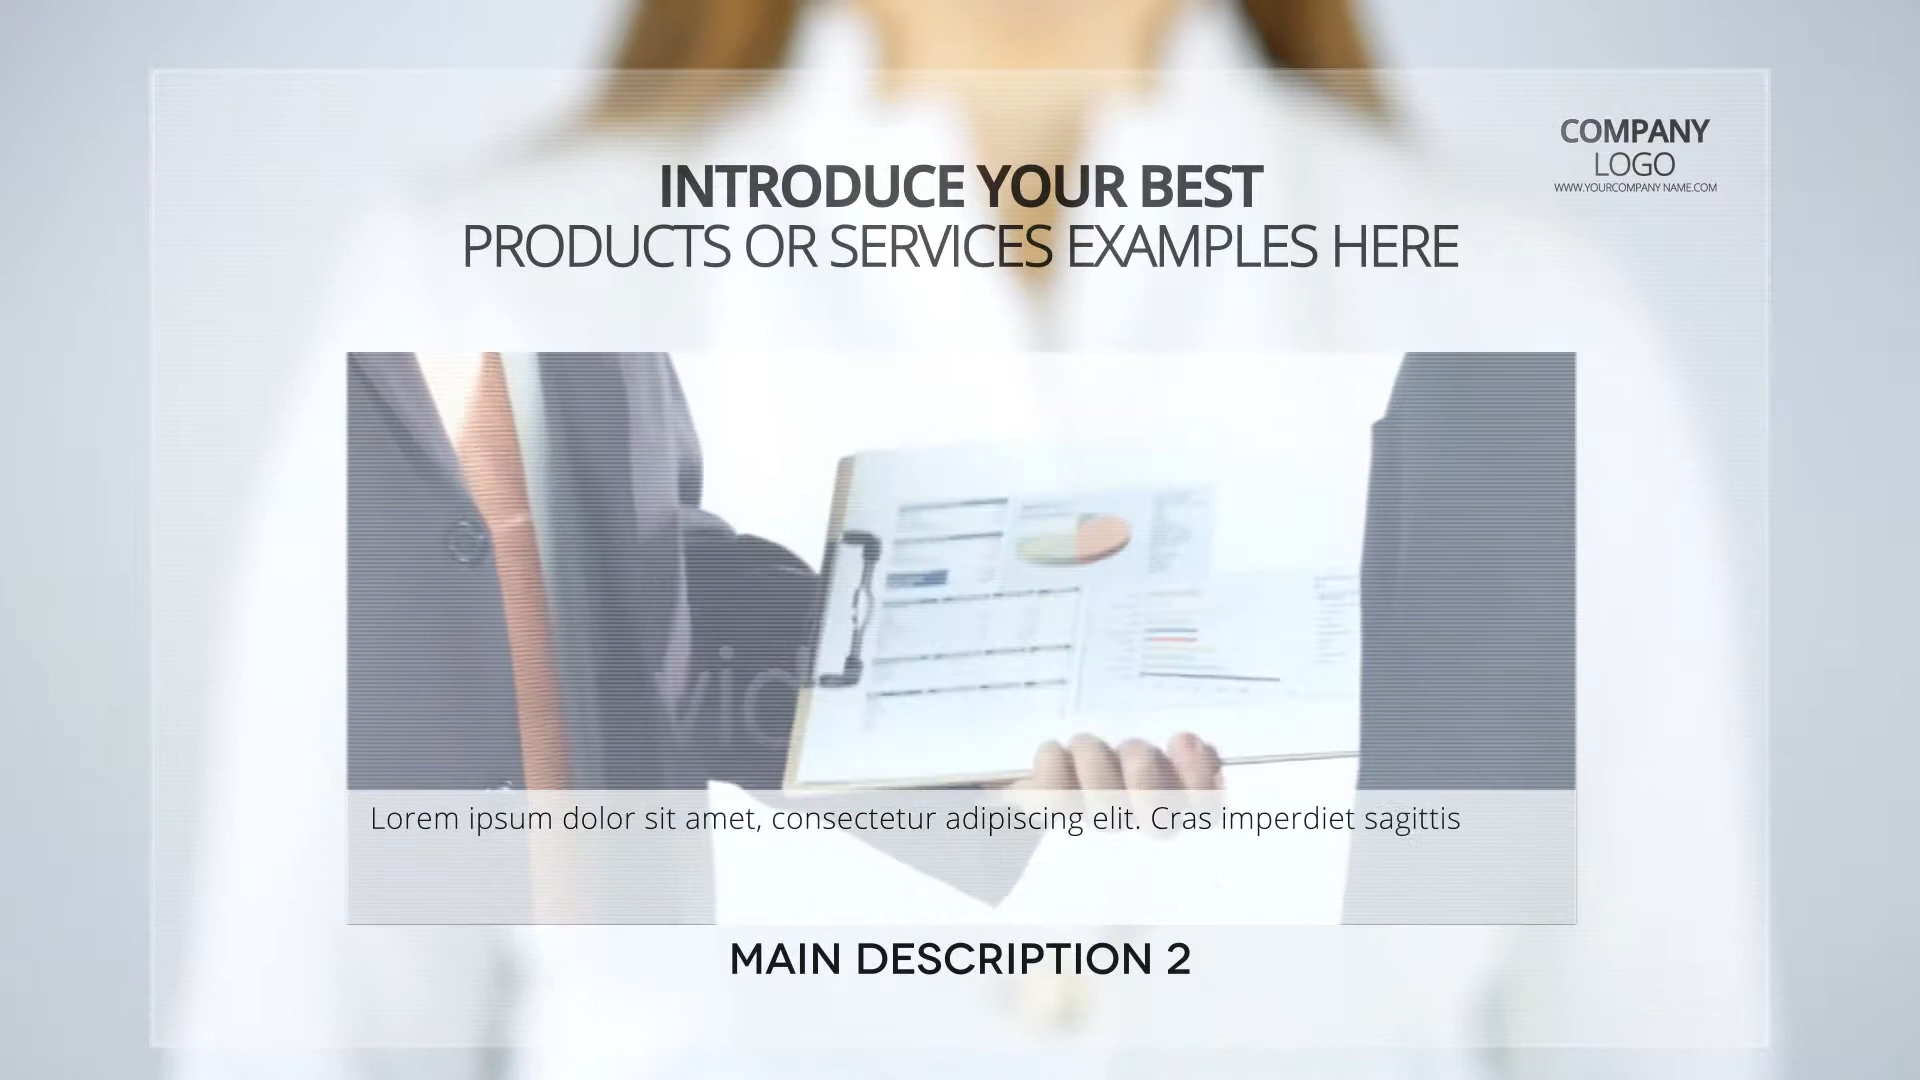 COMPANY
LOGO
WWW.YOURCOMPANY NAME.COM
INTRODUCE YOUR BEST
PRODUCTS OR SERVICES EXAMPLES HERE
Lorem ipsum dolor sit amet, consectetur adipiscing elit. Cras imperdiet sagittis
MAIN DESCRIPTION 2